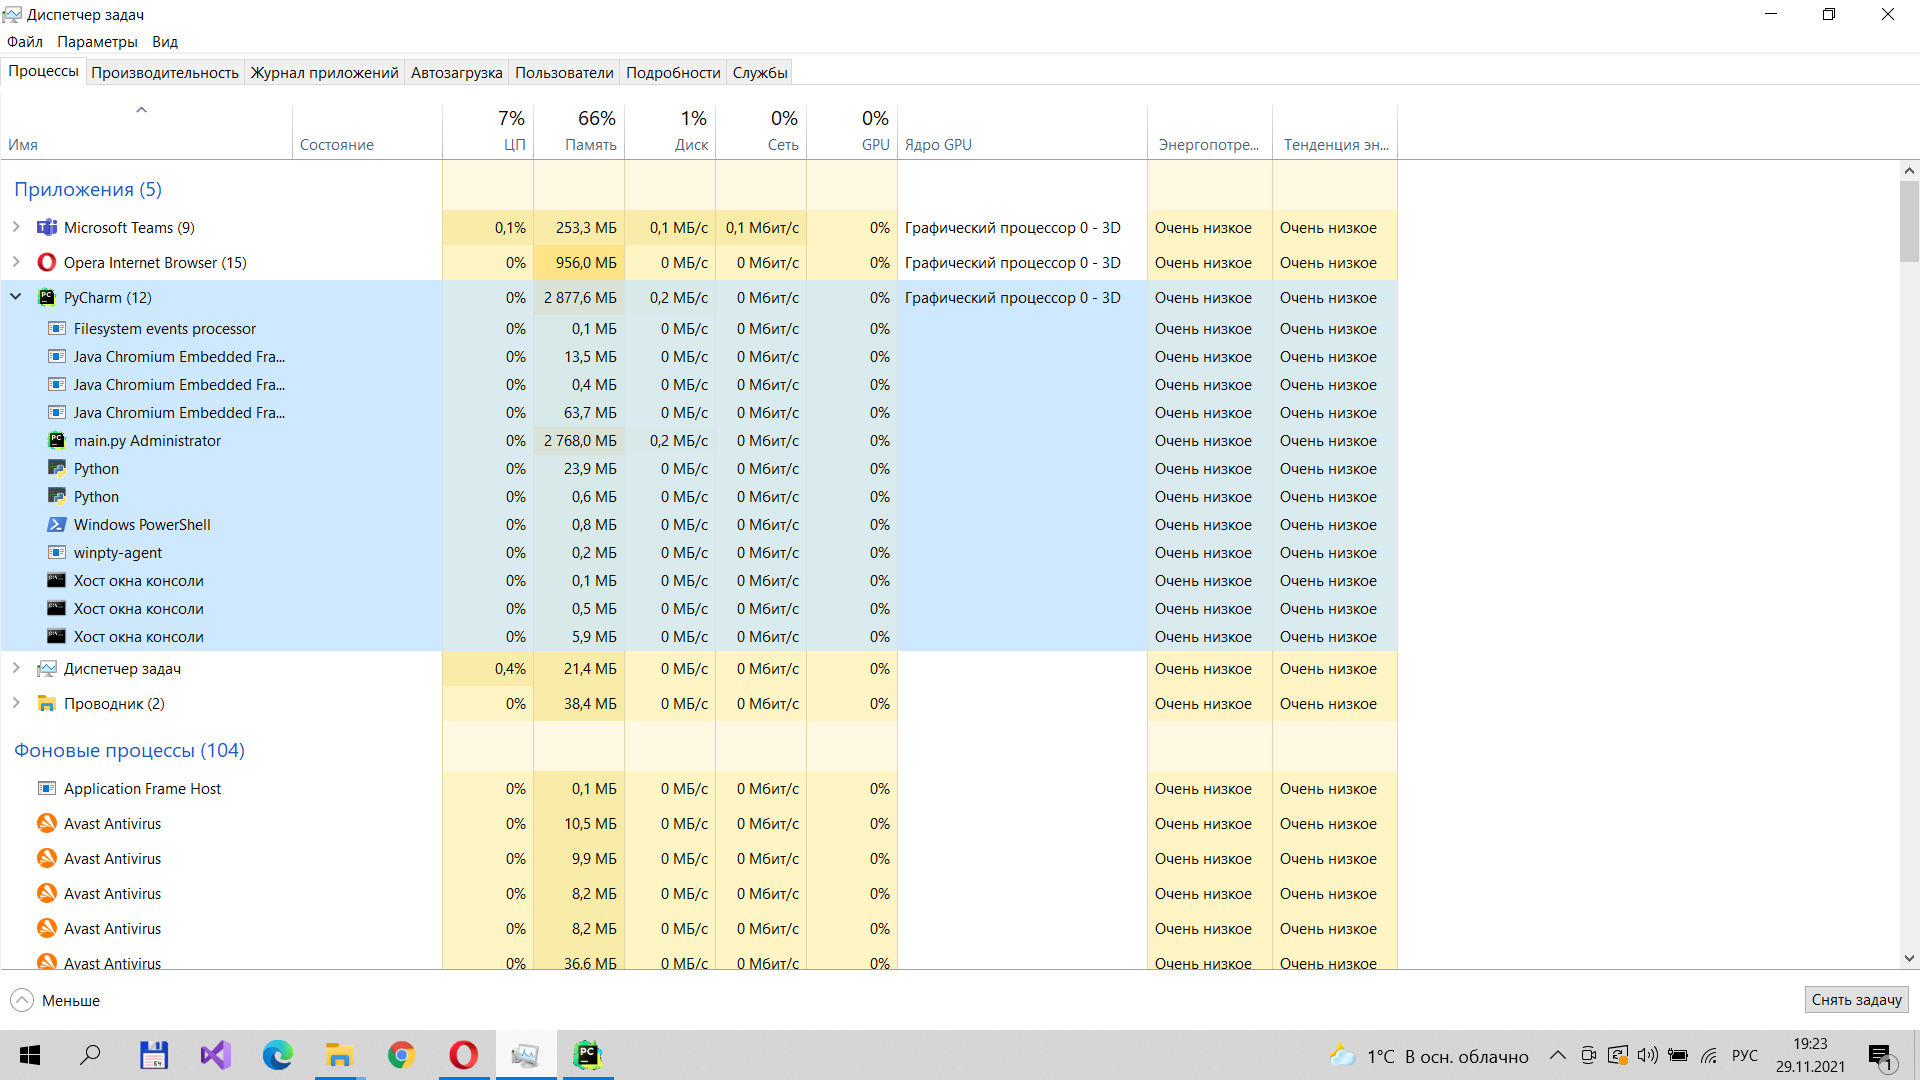 Диспетчер задач
Файл Параметры Вид
Процессы Производительность Журнал приложений Автозагрузка Пользователи Подробности Службы
7% 66% 1% 0% 0%
Имя Состояние ЦП Память Диск Сеть GPU Ядро GPU Энергопотре... Тенденция эн...
Приложения (5)
Microsoft Teams (9) 0,1% 253,3 МБ 0,1 МБ/с 0,1 Мбит/с 0% Графический процессор 0 - 3D Очень низкое Очень низкое
Opera Internet Browser (15) 0% 956,0 МБ 0 МБ/с 0 Мбит/с 0% Графический процессор 0 - 3D Очень низкое Очень низкое
PyCharm (12) 0% 2 877,6 МБ 0,2 МБ/с 0 Мбит/с 0% Графический процессор 0 - 3D Очень низкое Очень низкое
Filesystem events processor 0% 0,1 МБ 0 МБ/с 0 Мбит/с 0% Очень низкое Очень низкое
Java Chromium Embedded Fra... 0% 13,5 МБ 0 МБ/с 0 Мбит/с 0% Очень низкое Очень низкое
Java Chromium Embedded Fra... 0% 0,4 МБ 0 МБ/с 0 Мбит/с 0% Очень низкое Очень низкое
Java Chromium Embedded Fra... 0% 63,7 МБ 0 МБ/с 0 Мбит/с 0% Очень низкое Очень низкое
main.py Administrator 0% 2 768,0 МБ 0,2 МБ/с 0 Мбит/с 0% Очень низкое Очень низкое
Python 0% 23,9 МБ 0 МБ/с 0 Мбит/с 0% Очень низкое Очень низкое
Python 0% 0,6 МБ 0 МБ/с 0 Мбит/с 0% Очень низкое Очень низкое
Windows PowerShell 0% 0,8 МБ 0 МБ/с 0 Мбит/с 0% Очень низкое Очень низкое
winpty-agent 0% 0,2 МБ 0 МБ/с 0 Мбит/с 0% Очень низкое Очень низкое
Хост окна консоли 0% 0,1 МБ 0 МБ/с 0 Мбит/с 0% Очень низкое Очень низкое
Хост окна консоли 0% 0,5 МБ 0 МБ/с 0 Мбит/с 0% Очень низкое Очень низкое
Хост окна консоли 0% 5,9 МБ 0 МБ/с 0 Мбит/с 0% Очень низкое Очень низкое
Диспетчер задач 0,4% 21,4 МБ 0 МБ/с 0 Мбит/с 0% Очень низкое Очень низкое
Проводник (2) 0% 38,4 МБ 0 МБ/с 0 Мбит/с 0% Очень низкое Очень низкое
Фоновые процессы (104)
Application Frame Host 0% 0,1 МБ 0 МБ/с 0 Мбит/с 0% Очень низкое Очень низкое
Avast Antivirus 0% 10,5 МБ 0 МБ/с 0 Мбит/с 0% Очень низкое Очень низкое
Avast Antivirus 0% 9,9 МБ 0 МБ/с 0 Мбит/с 0% Очень низкое Очень низкое
Avast Antivirus 0% 8,2 МБ 0 МБ/с 0 Мбит/с 0% Очень низкое Очень низкое
Avast Antivirus 0% 8,2 МБ 0 МБ/с 0 Мбит/с 0% Очень низкое Очень низкое
Avast Antivirus 0% 36,6 МБ 0 МБ/с 0 Мбит/с 0% Очень низкое Очень низкое
Меньше Снять задачу
1°C В осн. облачно РУС 19:23
29.11.2021 1